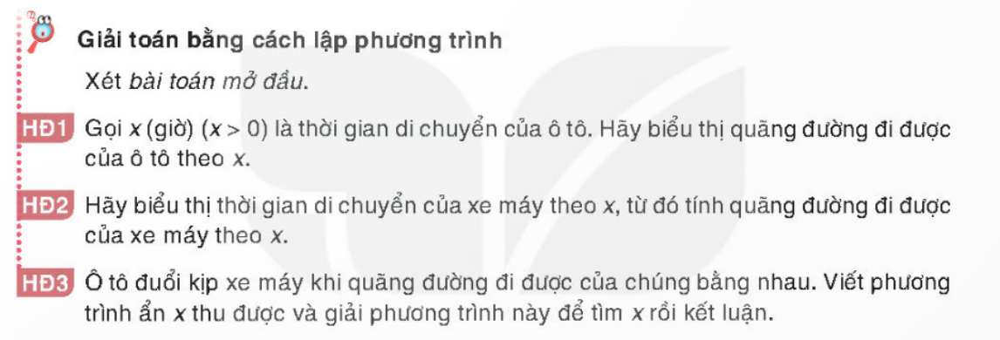 Giải toán bằng cách lập phương trình
Xét bài toán mở đầu.
HĐ1 Gọi x (giờ) (x > 0) là thời gian di chuyển của ô tô. Hãy biểu thị quãng đường đi được
của ô tô theo x.
HĐ2 Hãy biểu thị thời gian di chuyển của xe máy theo x, từ đó tính quãng đường đi được
của xe máy theo x.
HĐ3 Ô tô đuổi kịp xe máy khi quãng đường đi được của chúng bằng nhau. Viết phương
trình ẩn x thu được và giải phương trình này để tìm x rồi kết luận.